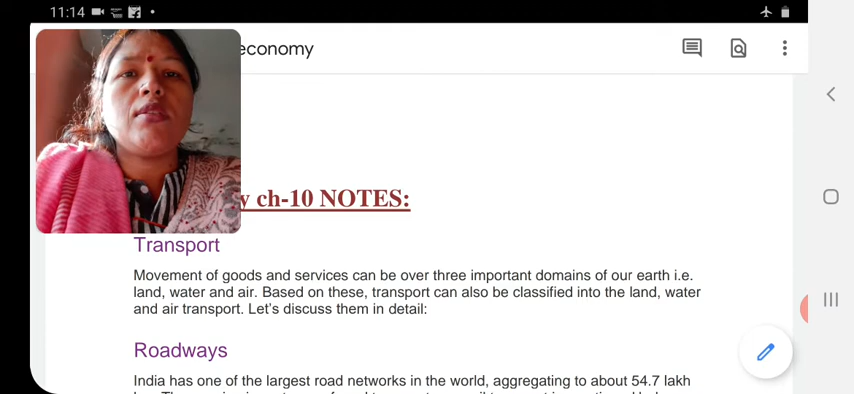 11:14
economy
y ch-10 NOTES:
Transport
Movement of goods and services can be over three important domains of our earth i.e.
land, water and air. Based on these, transport can also be classified into the land, water
and air transport. Let's discuss them in detail:
Roadways
India has one of the largest road networks in the world, aggregating to about 54.7 lakh